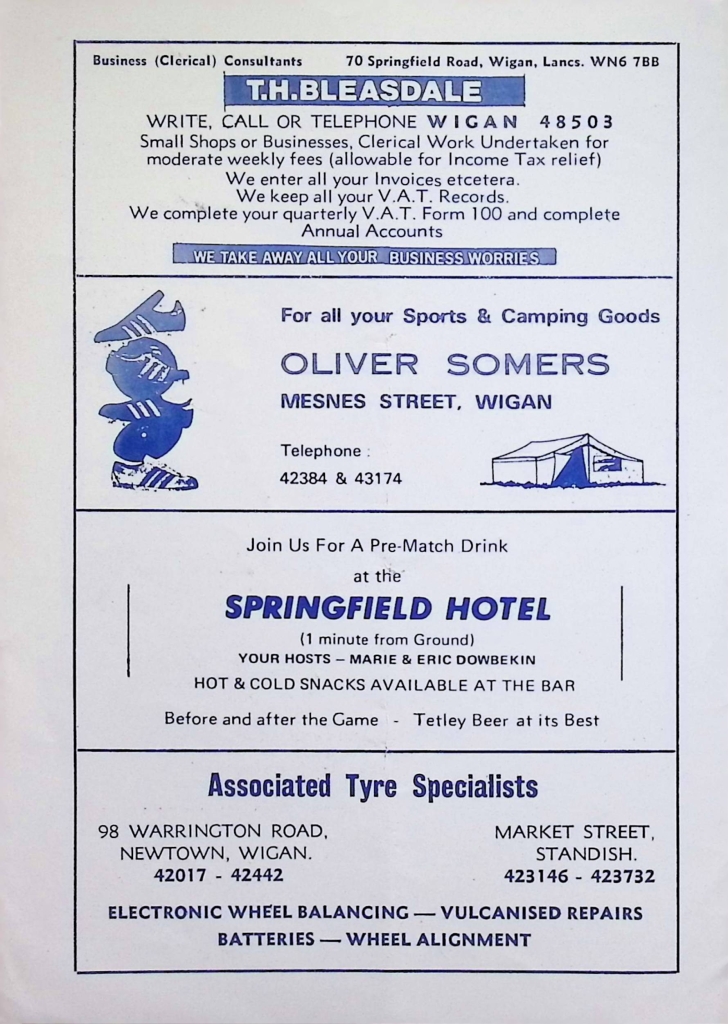 Business (Clerical) Consultants 70 Springfield Road, Wigan, Lancs. WN6 7BB
T.H.BLEASDALE
WRITE, CALL OR TELEPHONE WIGAN 48503
Small Shops or Businesses, Clerical Work Undertaken for
moderate weekly fees (allowable for Income Tax relief)
We enter all your Invoices etcetera.
We keep all your V.A.T. Records.
We complete your quarterly V.A.T. Form 100 and complete
Annual Accounts
WE TAKE AWAY ALL YOUR BUSINESS WORRIES
For all your Sports & Camping Goods
OLIVER SOMERS
MESNES STREET, WIGAN
Telephone :
42384 & 43174
Join Us For A Pre-Match Drink
at the
SPRINGFIELD HOTEL
(1 minute from Ground)
YOUR HOSTS – MARIE & ERIC DOWBEKIN
HOT & COLD SNACKS AVAILABLE AT THE BAR
Before and after the Game - Tetley Beer at its Best
Associated Tyre Specialists
98 WARRINGTON ROAD,
NEWTOWN, WIGAN.
42017 - 42442
MARKET STREET,
STANDISH.
423146 - 423732
ELECTRONIC WHEEL BALANCING — VULCANISED REPAIRS
BATTERIES — WHEEL ALIGNMENT